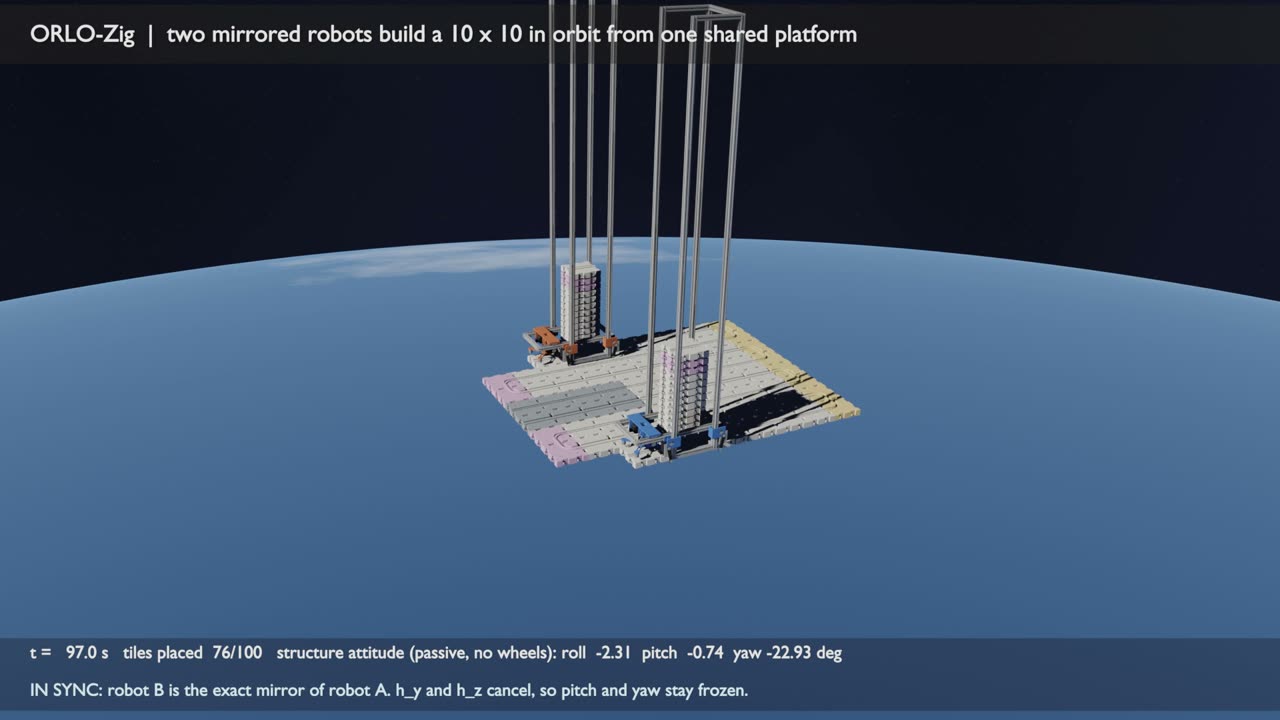 ORLO-Zig | two mirrored robots build a 10 x 10 in orbit from one shared platform
t = 97.0 s tiles placed 76/100 structure attitude (passive, no wheels): roll -2.31 pitch -0.74 yaw -22.93 deg
IN SYNC: robot B is the exact mirror of robot A. h_y and h_z cancel, so pitch and yaw stay frozen.